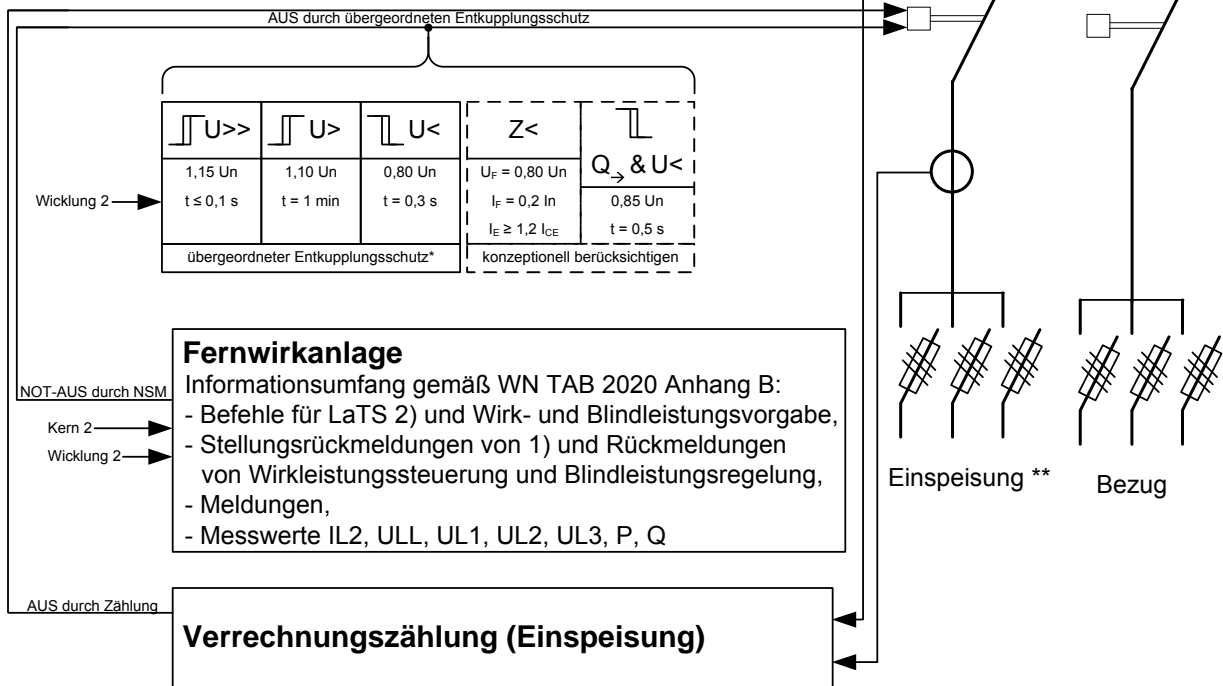 AUS durch übergeordneten Entkupplungsschutz
U>> U> U< Z<
Q→ & U<
1,15 Un 1,10 Un 0,80 Un UF = 0,80 Un
Wicklung 2 t ≤ 0,1 s t = 1 min t = 0,3 s IF = 0,2 In 0,85 Un
IE ≥ 1,2 ICE t = 0,5 s
übergeordneter Entkupplungsschutz* konzeptionell berücksichtigen
Fernwirkanlage
Informationsumfang gemäß WN TAB 2020 Anhang B:
NOT-AUS durch NSM
- Befehle für LaTS 2) und Wirk- und Blindleistungsvorgabe,
Kern 2
- Stellungsrückmeldungen von 1) und Rückmeldungen
Wicklung 2
von Wirkleistungssteuerung und Blindleistungsregelung,
- Meldungen,
- Messwerte IL2, ULL, UL1, UL2, UL3, P, Q
Einspeisung ** Bezug
AUS durch Zählung
Verrechnungszählung (Einspeisung)